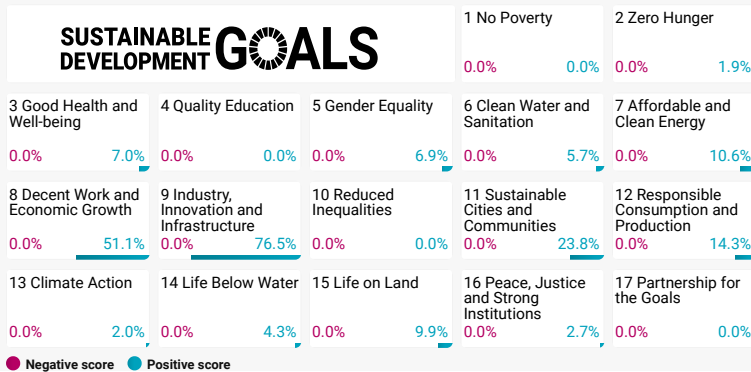 SUSTAINABLE
DEVELOPMENT GOALS
1 No Poverty
0.0% 0.0%
2 Zero Hunger
0.0% 1.9%
3 Good Health and
Well-being
0.0% 7.0%
4 Quality Education
0.0% 0.0%
5 Gender Equality
0.0% 6.9%
6 Clean Water and
Sanitation
0.0% 5.7%
7 Affordable and
Clean Energy
0.0% 10.6%
8 Decent Work and
Economic Growth
0.0% 51.1%
9 Industry,
Innovation and
Infrastructure
0.0% 76.5%
10 Reduced
Inequalities
0.0% 0.0%
11 Sustainable
Cities and
Communities
0.0% 23.8%
12 Responsible
Consumption and
Production
0.0% 14.3%
13 Climate Action
0.0% 2.0%
14 Life Below Water
0.0% 4.3%
15 Life on Land
0.0% 9.9%
16 Peace, Justice
and Strong
Institutions
0.0% 2.7%
17 Partnership for
the Goals
0.0% 0.0%
Negative score Positive score